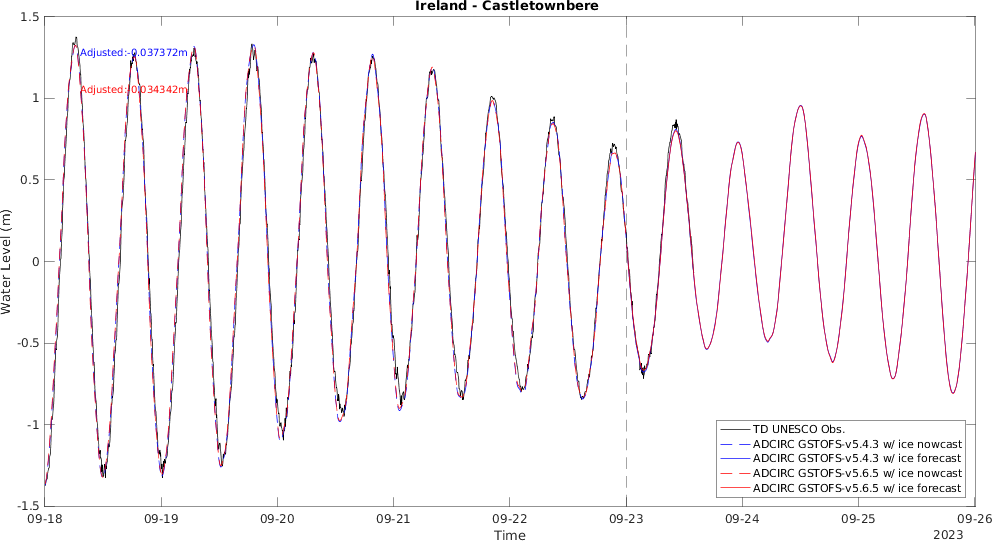 Ireland - Castletownbere
1.5
1
0.5
0
-0.5
-1
-1.5
Water Level (m)
Adjusted:-0.037372m
Adjusted:-0.034342m
TD UNESCO Obs.
ADCIRC GSTOFS-v5.4.3 w/ ice nowcast
ADCIRC GSTOFS-v5.4.3 w/ ice forecast
ADCIRC GSTOFS-v5.6.5 w/ ice nowcast
ADCIRC GSTOFS-v5.6.5 w/ ice forecast
09-18 09-19 09-20 09-21 09-22 09-23 09-24 09-25 09-26
Time
2023